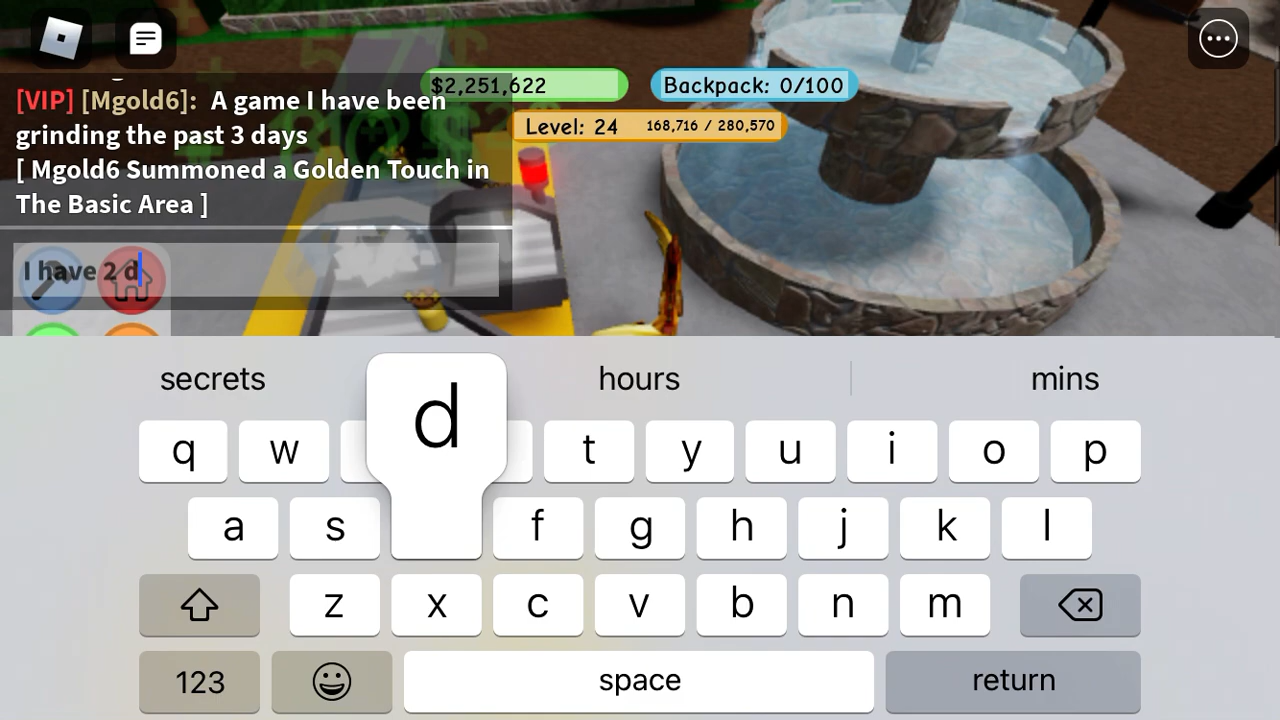 $2,251,622
Backpack: 0/100
[VIP] [Mgold6]: A game I have been
grinding the past 3 days
Level: 24 168,716 / 280,570
[ Mgold6 Summoned a Golden Touch in
The Basic Area ]
I have 2 d
secrets hours mins
d
q w t y u i o p
a s f g h j k l
z x c v b n m
123 space return